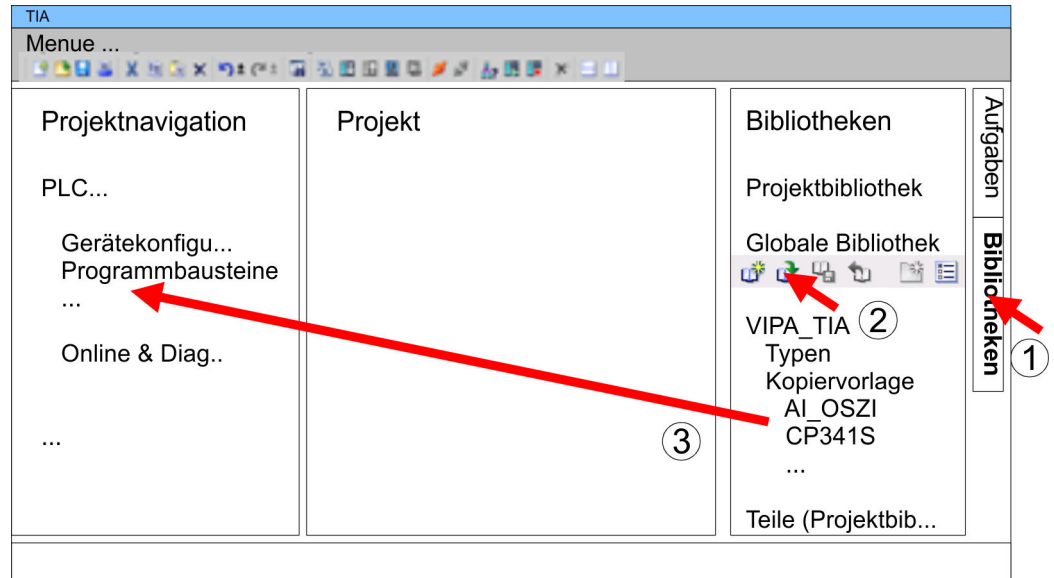 TIA
Menue ...
Projektnavigation
PLC...
Gerätekonfigu...
Programmbausteine
...
Online & Diag..
...
Projekt
③
Bibliotheken
Projektbibliothek
Globale Bibliothek
②
VIPA_TIA
Typen
Kopiervorlage
AI_OSZI
CP341S
...
Teile (Projektbib...
Aufgaben
Bibliotheken
①